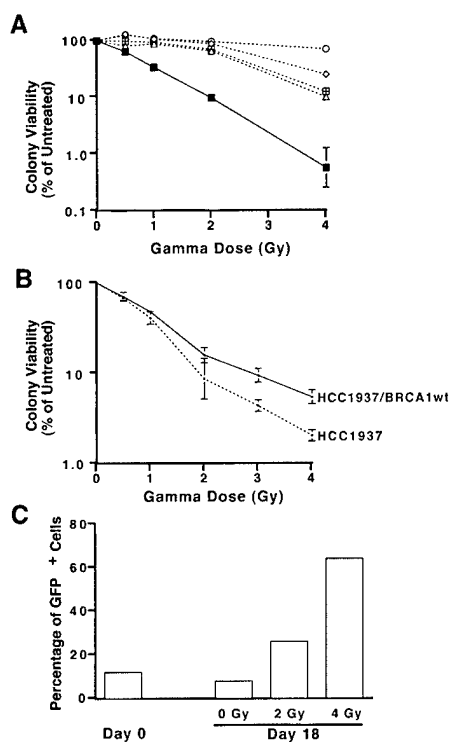 A
Colony Viability
(% of Untreated)
100
10
1.0
0.1
0 1 2 3 4
Gamma Dose (Gy)
B
Colony Viability
(% of Untreated)
100
10
1.0
HCC1937/BRCA1wt
HCC1937
0 1 2 3 4
Gamma Dose (Gy)
C
Percentage of GFP + Cells
80
60
40
20
0
0 Gy 2 Gy 4 Gy
Day 0 Day 18